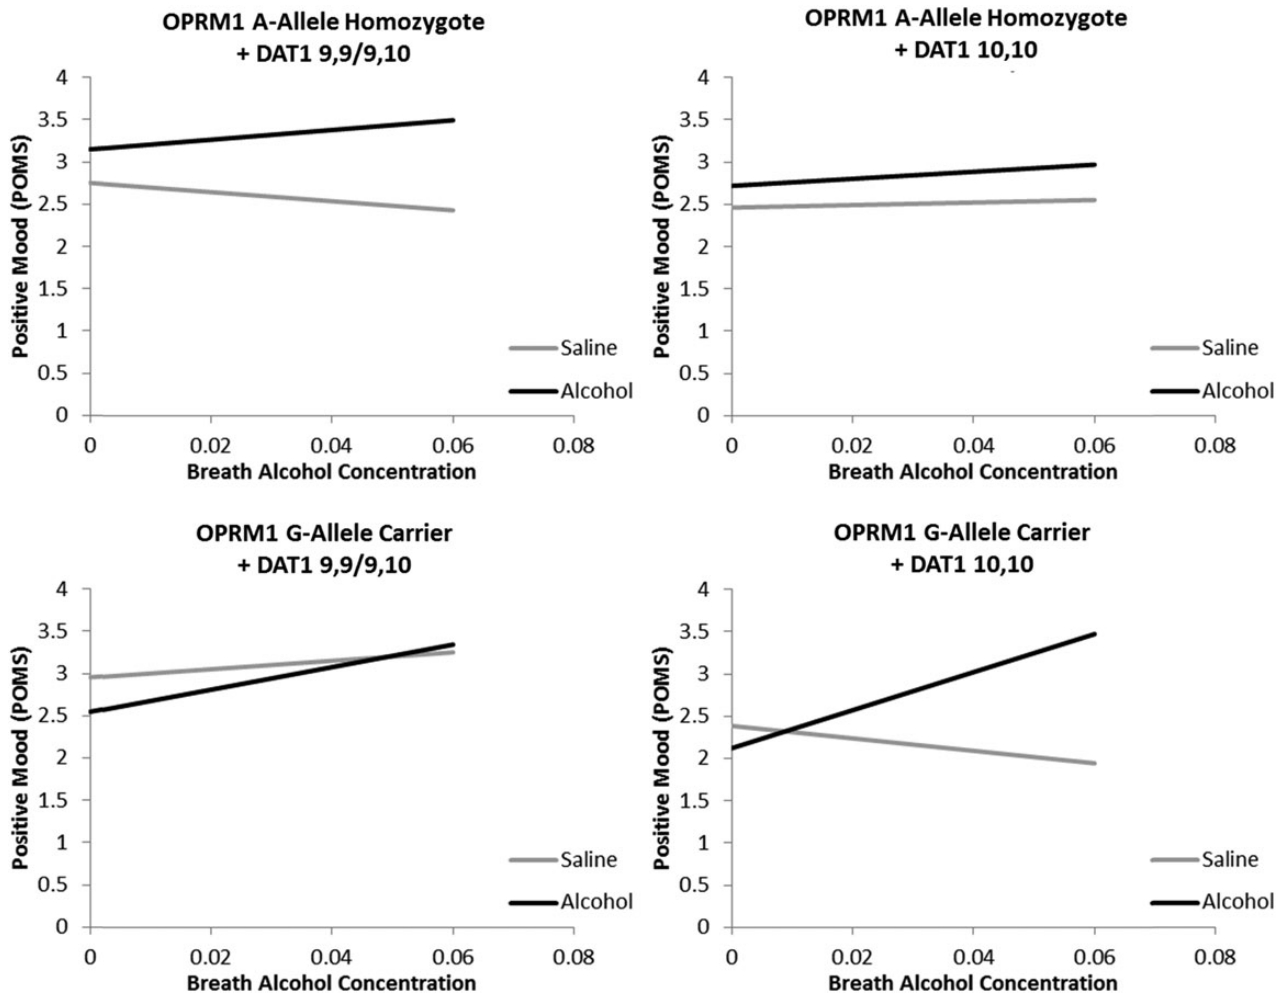 OPRM1 A-Allele Homozygote
+ DAT1 9,9/9,10
Positive Mood (POMS)
4
3.5
3
2.5
2
1.5
1
0.5
0
0
0.02
0.04
0.06
0.08
Breath Alcohol Concentration
Saline
Alcohol
OPRM1 A-Allele Homozygote
+ DAT1 10,10
Positive Mood (POMS)
4
3.5
3
2.5
2
1.5
1
0.5
0
0
0.02
0.04
0.06
0.08
Breath Alcohol Concentration
Saline
Alcohol
OPRM1 G-Allele Carrier
+ DAT1 9,9/9,10
Positive Mood (POMS)
4
3.5
3
2.5
2
1.5
1
0.5
0
0
0.02
0.04
0.06
0.08
Breath Alcohol Concentration
Saline
Alcohol
OPRM1 G-Allele Carrier
+ DAT1 10,10
Positive Mood (POMS)
4
3.5
3
2.5
2
1.5
1
0.5
0
0
0.02
0.04
0.06
0.08
Breath Alcohol Concentration
Saline
Alcohol